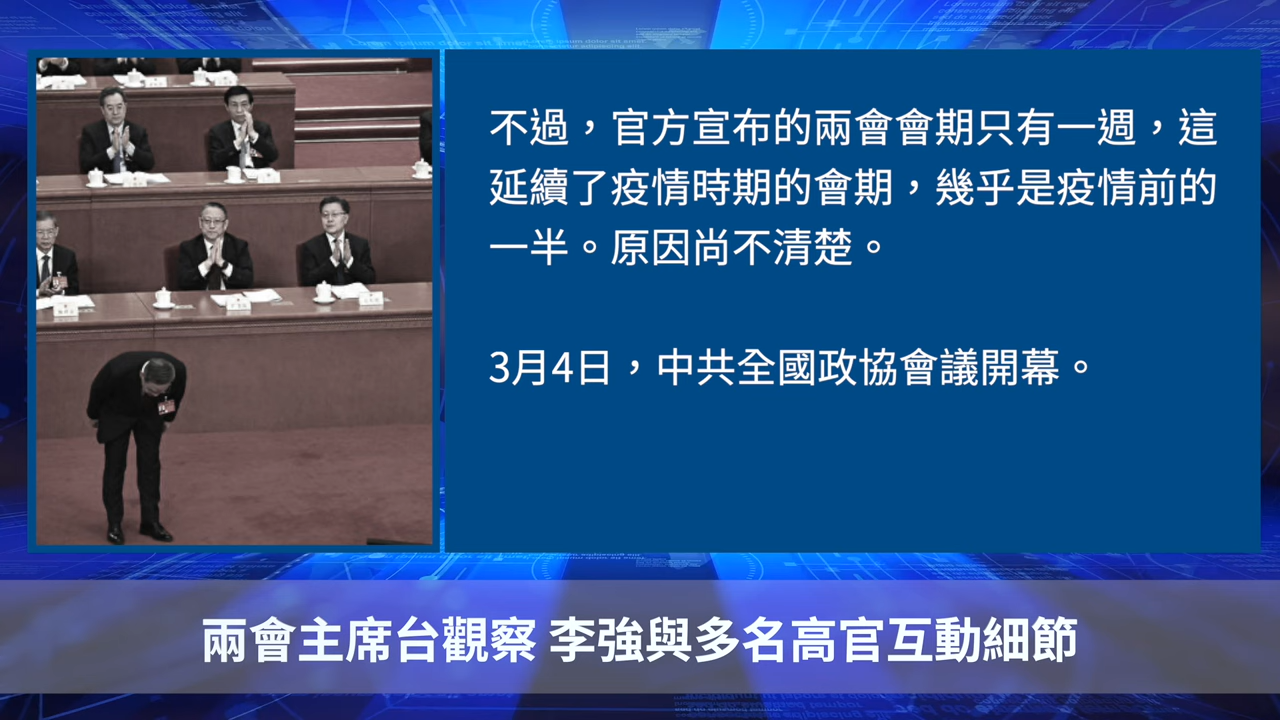 不過，官方宣布的兩會會期只有一週，這
延續了疫情時期的會期，幾乎是疫情前的
一半。原因尚不清楚。
3月4日，中共全國政協會議開幕。
兩會主席台觀察 李強與多名高官互動細節